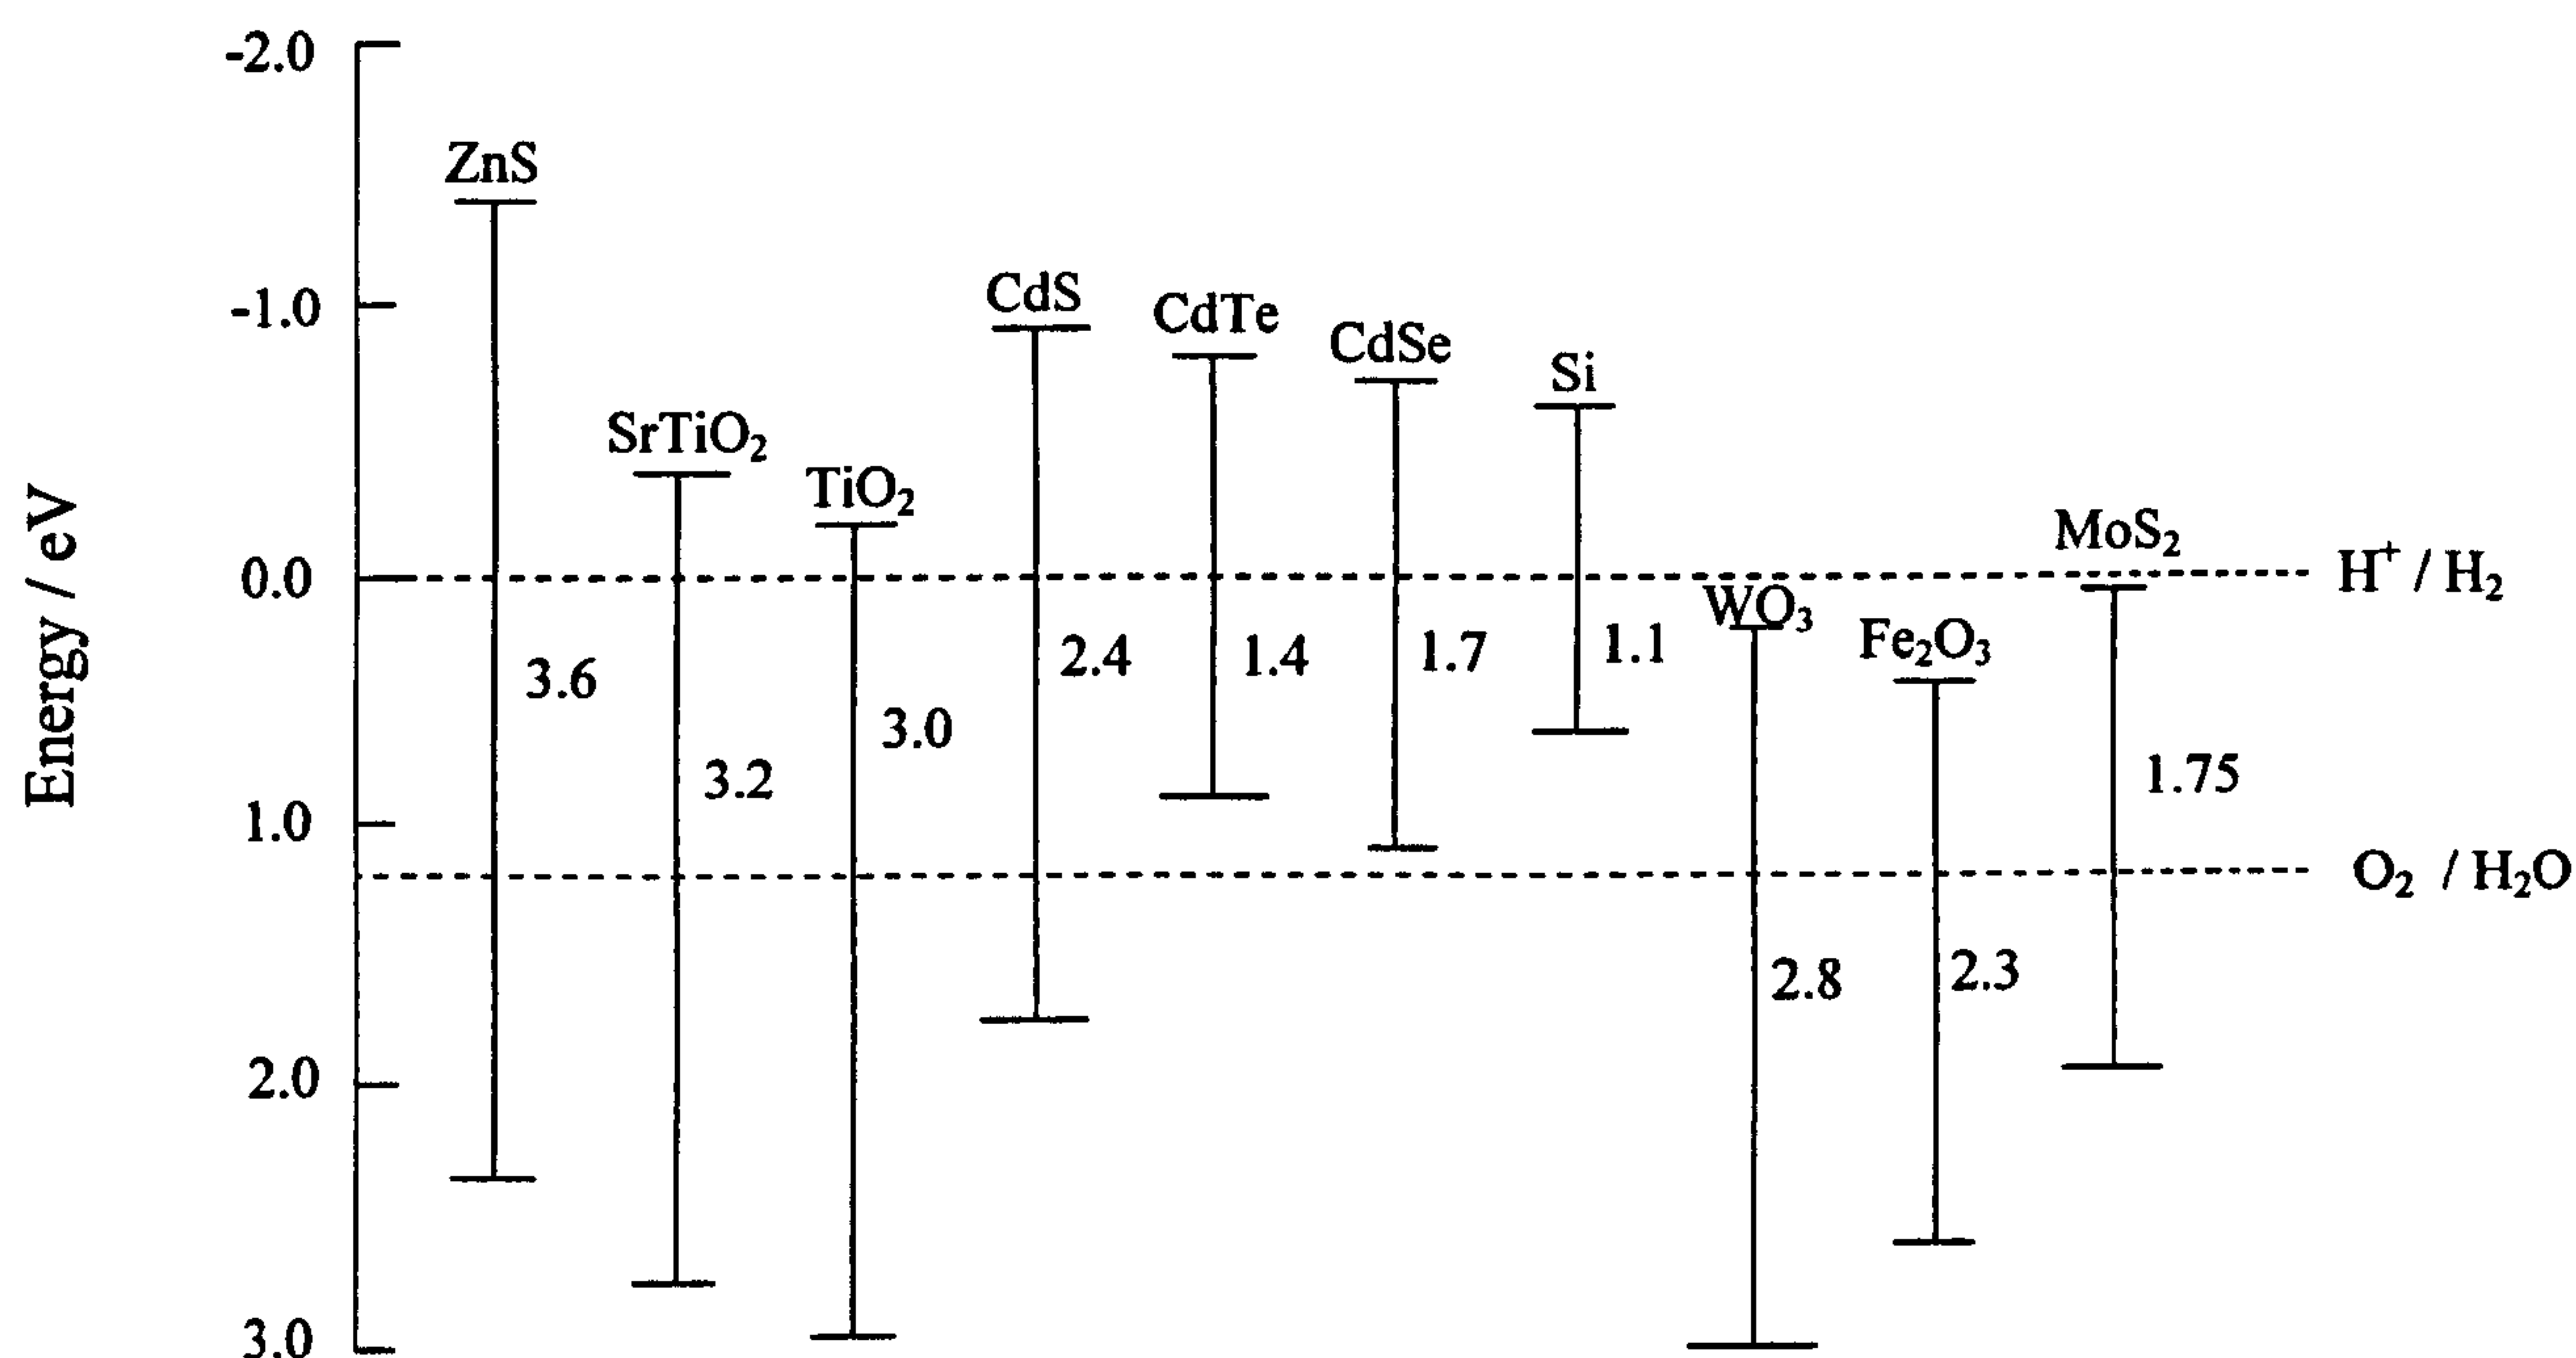 -2.0
ZnS
-1.0
CdS
CdTe
CdSe
Si
SrTiO₂
TiO₂
MoS₂
0.0
H⁺ / H₂
WO₃
Fe₂O₃
3.6
2.4
1.4
1.7
1.1
3.0
3.2
1.75
Energy / eV
1.0
O₂ / H₂O
2.8
2.3
2.0
3.0